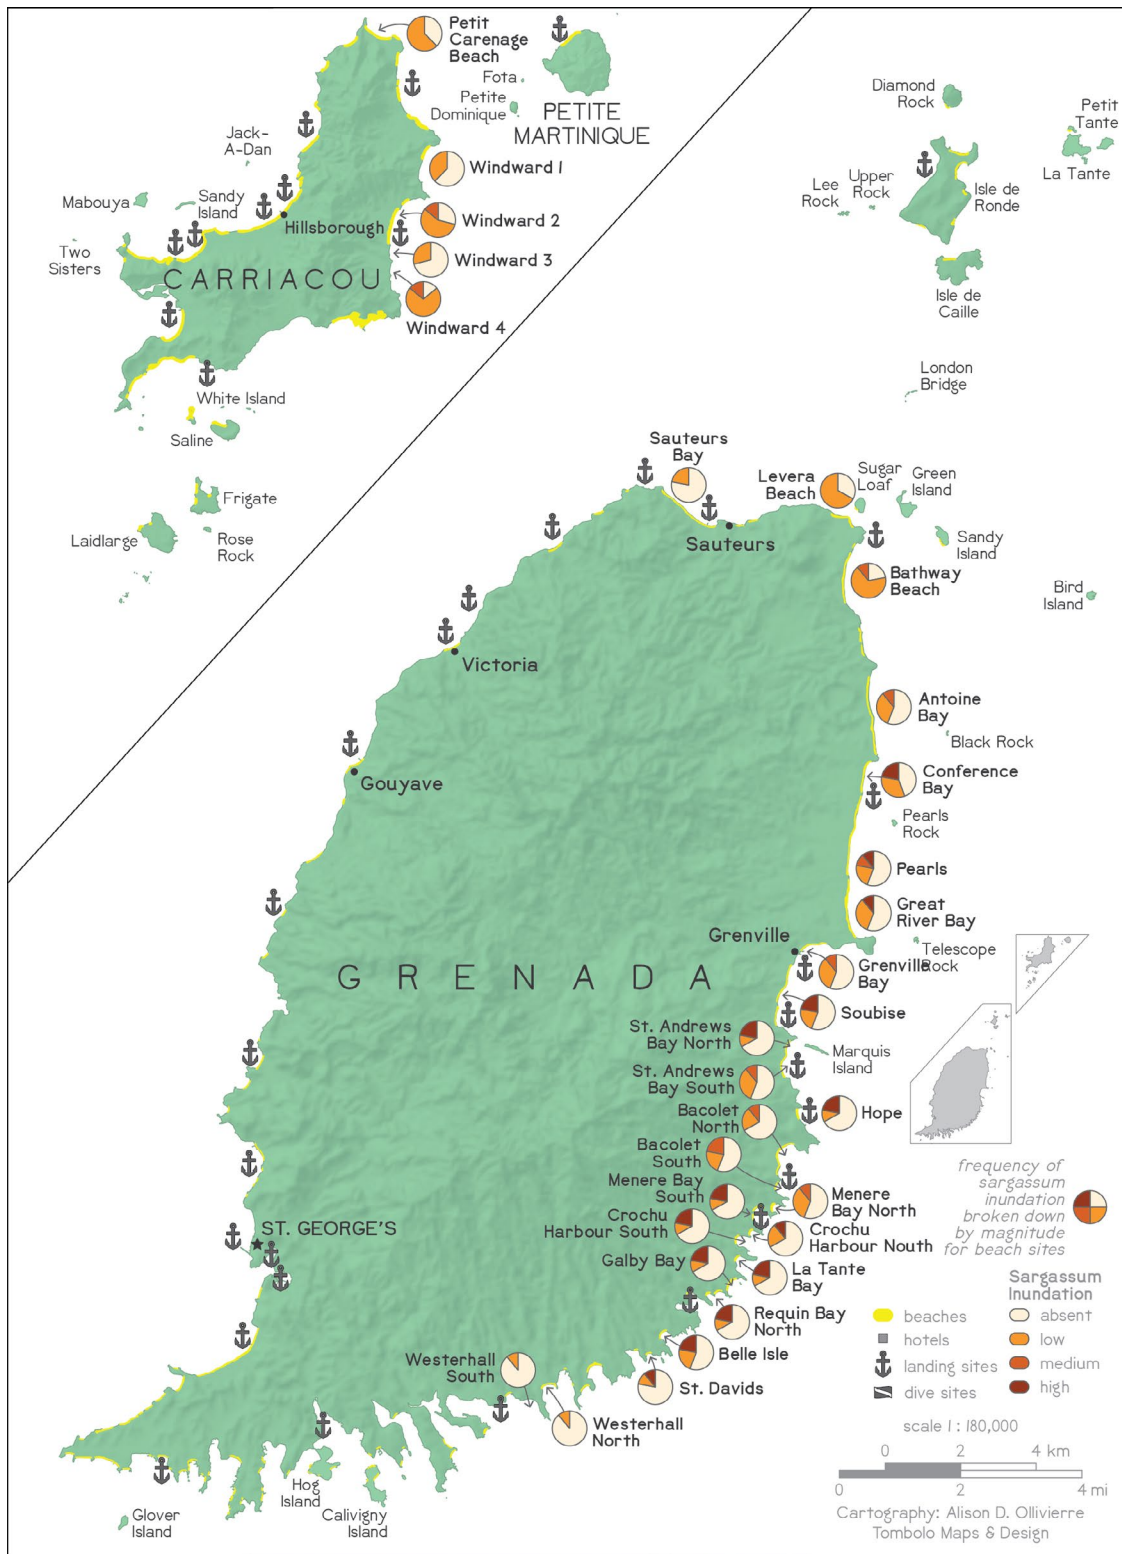 Petit
Carenage
Beach
Fota
Petite
Dominique
PETITE
MARTINIQUE
Jack-
A-Dan
Windward 1
Mabouya
Sandy
Island
Hillsborough
Windward 2
Two
Sisters
CARRIACOU
Windward 3
Windward 4
White Island
Saline
Frigate
Laidlarge
Rose
Rock
Diamond
Rock
Petit
Tante
La Tante
Lee
Rock
Upper
Rock
Isle de
Ronde
Isle de
Caille
London
Bridge
Sauteurs
Bay
Levera
Beach
Sugar
Loaf
Green
Island
Sauteurs
Sandy
Island
Bathway
Beach
Bird
Island
Victoria
Antoine
Bay
Black Rock
Gouyave
Conference
Bay
Pearls
Rock
Pearls
Great
River Bay
Grenville
Telescope
Rock
GRENADA
Grenville
Bay
Soubise
St. Andrews
Bay North
Marquis
Island
St. Andrews
Bay South
Bacolet
North
Hope
Bacolet
South
Menere Bay
South
Menere
Bay North
Crochu
Harbour South
Crochu
Harbour Nouth
ST. GEORGE'S
Galby Bay
La Tante
Bay
Requin Bay
North
Belle Isle
Westerhall
South
St. Davids
Westerhall
North
Hog
Island
Glover
Island
Calivigny
Island
frequency of
sargassum
inundation
broken down
by magnitude
for beach sites
Sargassum
Inundation
absent
low
medium
high
beaches
hotels
landing sites
dive sites
scale 1 : 180,000
0 2 4 km
0 2 4 mi
Cartography: Alison D. Ollivierre
Tombolo Maps & Design